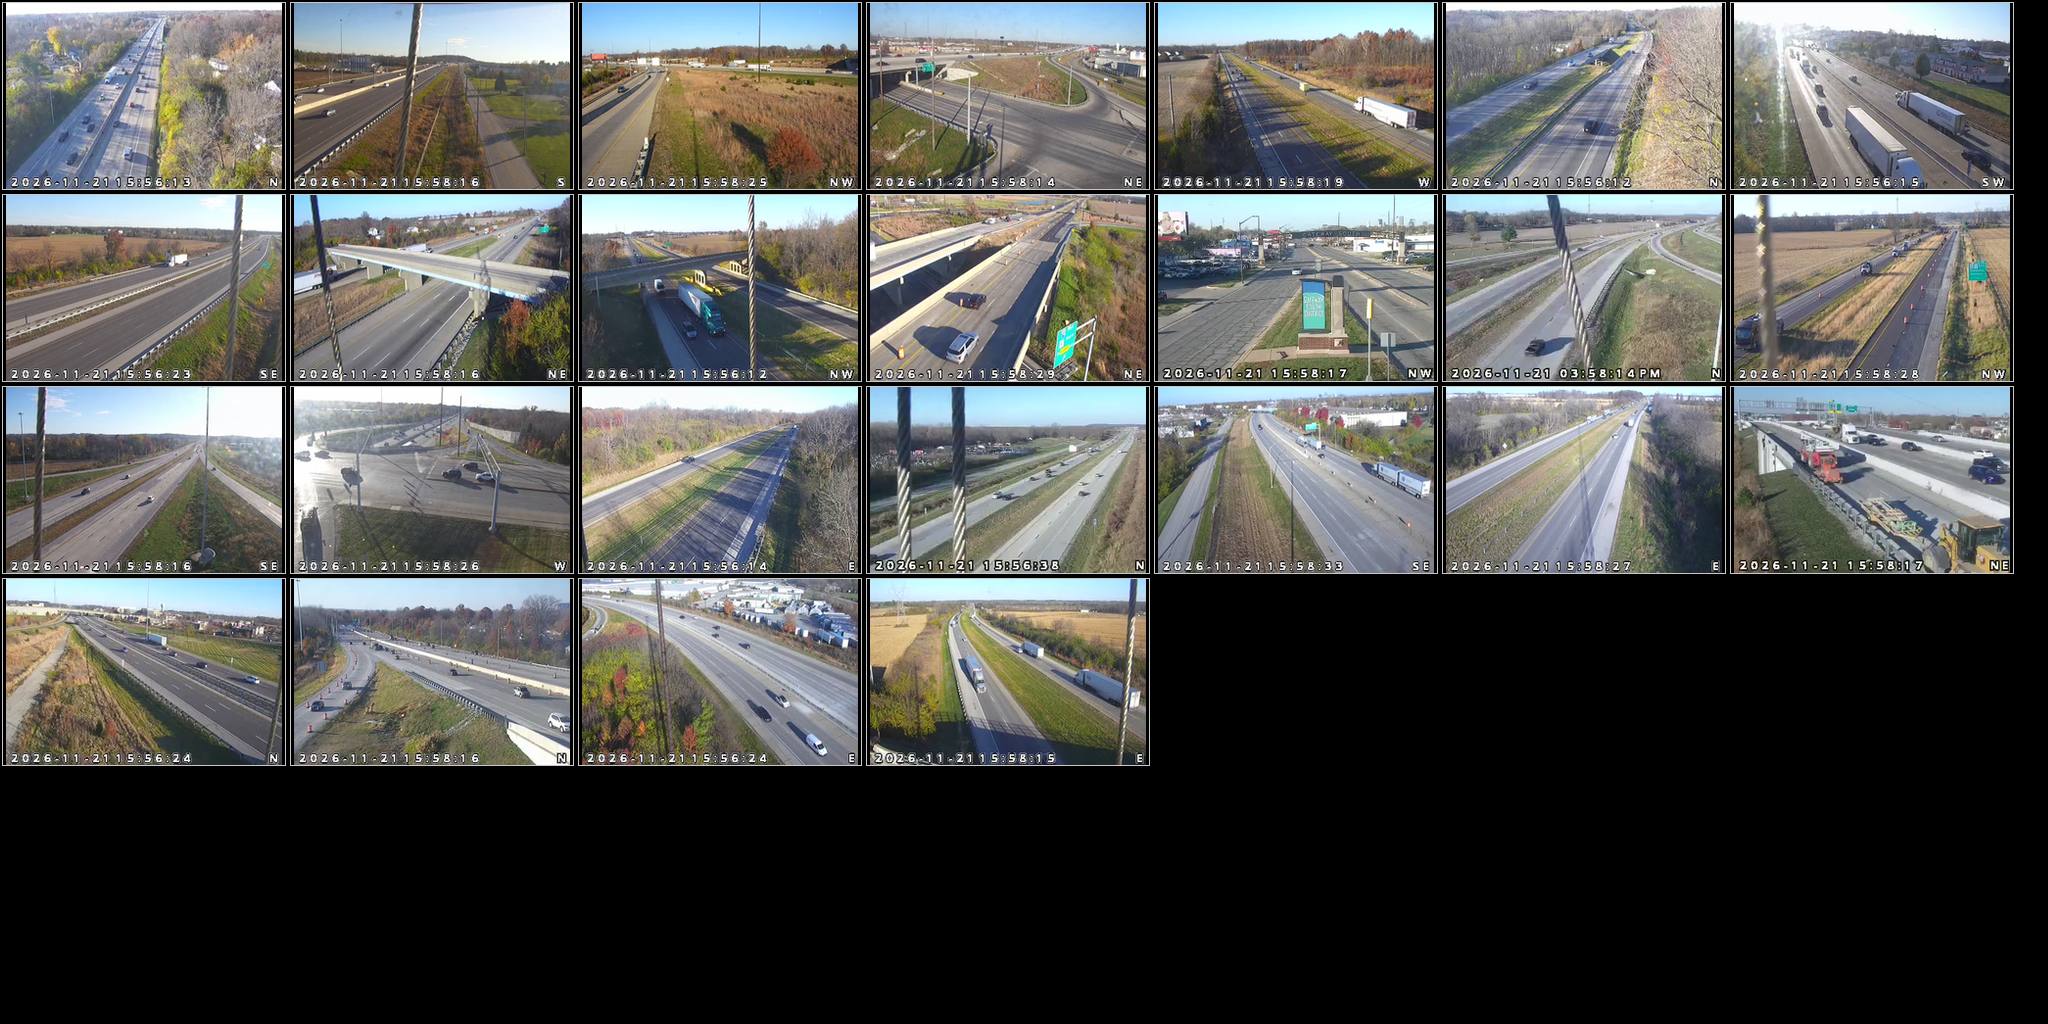 2026-11-21 15:56:13 N
2026-11-21 15:58:16 S
2026-11-21 15:58:25 NW
2026-11-21 15:58:14 NE
2026-11-21 15:58:19 W
2026-11-21 15:56:12 N
2026-11-21 15:56:15 SW
2026-11-21 15:56:23 SE
2026-11-21 15:58:16 NE
2026-11-21 15:56:12 NW
2026-11-21 15:58:29 NE
2026-11-21 15:58:17 NW
2026-11-21 03:58:14 PM N
2026-11-21 15:58:28 NW
2026-11-21 15:58:16 SE
2026-11-21 15:58:26 W
2026-11-21 15:56:14 E
2026-11-21 15:56:38 N
2026-11-21 15:58:33 SE
2026-11-21 15:58:27 E
2026-11-21 15:58:17 NE
2026-11-21 15:56:24 N
2026-11-21 15:58:16 N
2026-11-21 15:56:24 E
2026-11-21 15:58:15 E